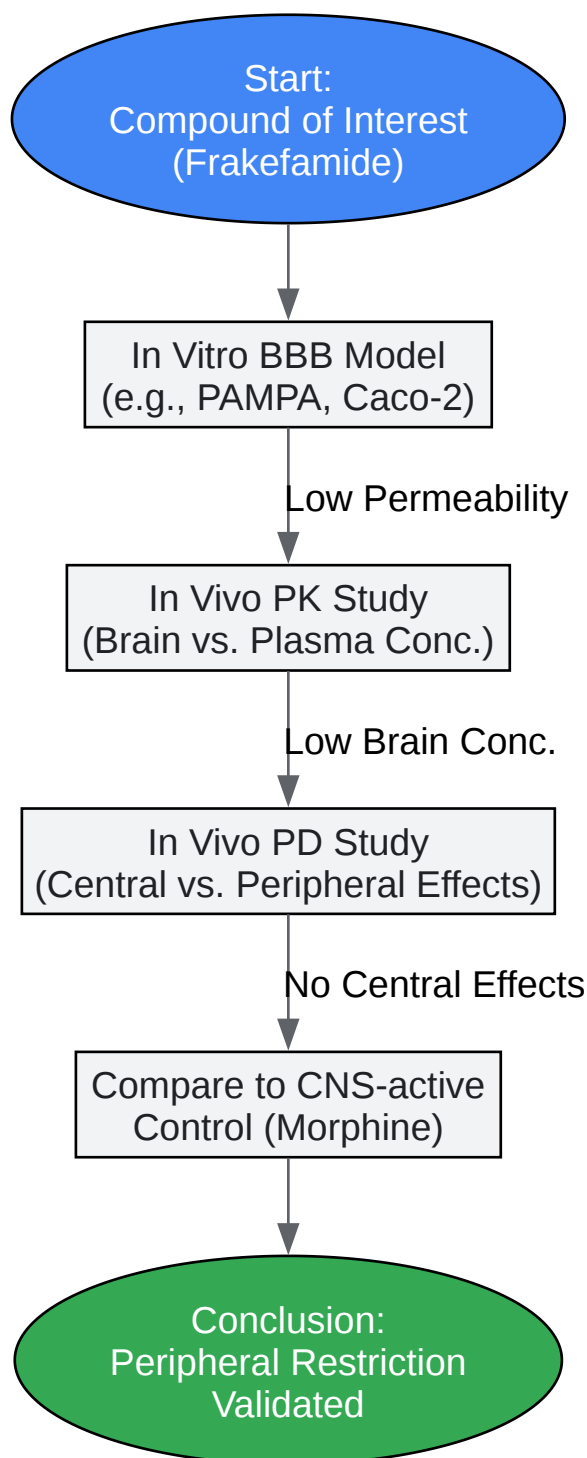 Start:
Compound of Interest
(Frakefamide)
In Vitro BBB Model
(e.g., PAMPA, Caco-2)
Low Permeability
In Vivo PK Study
(Brain vs. Plasma Conc.)
Low Brain Conc.
In Vivo PD Study
(Central vs. Peripheral Effects)
No Central Effects
Compare to CNS-active
Control (Morphine)
Conclusion:
Peripheral Restriction
Validated